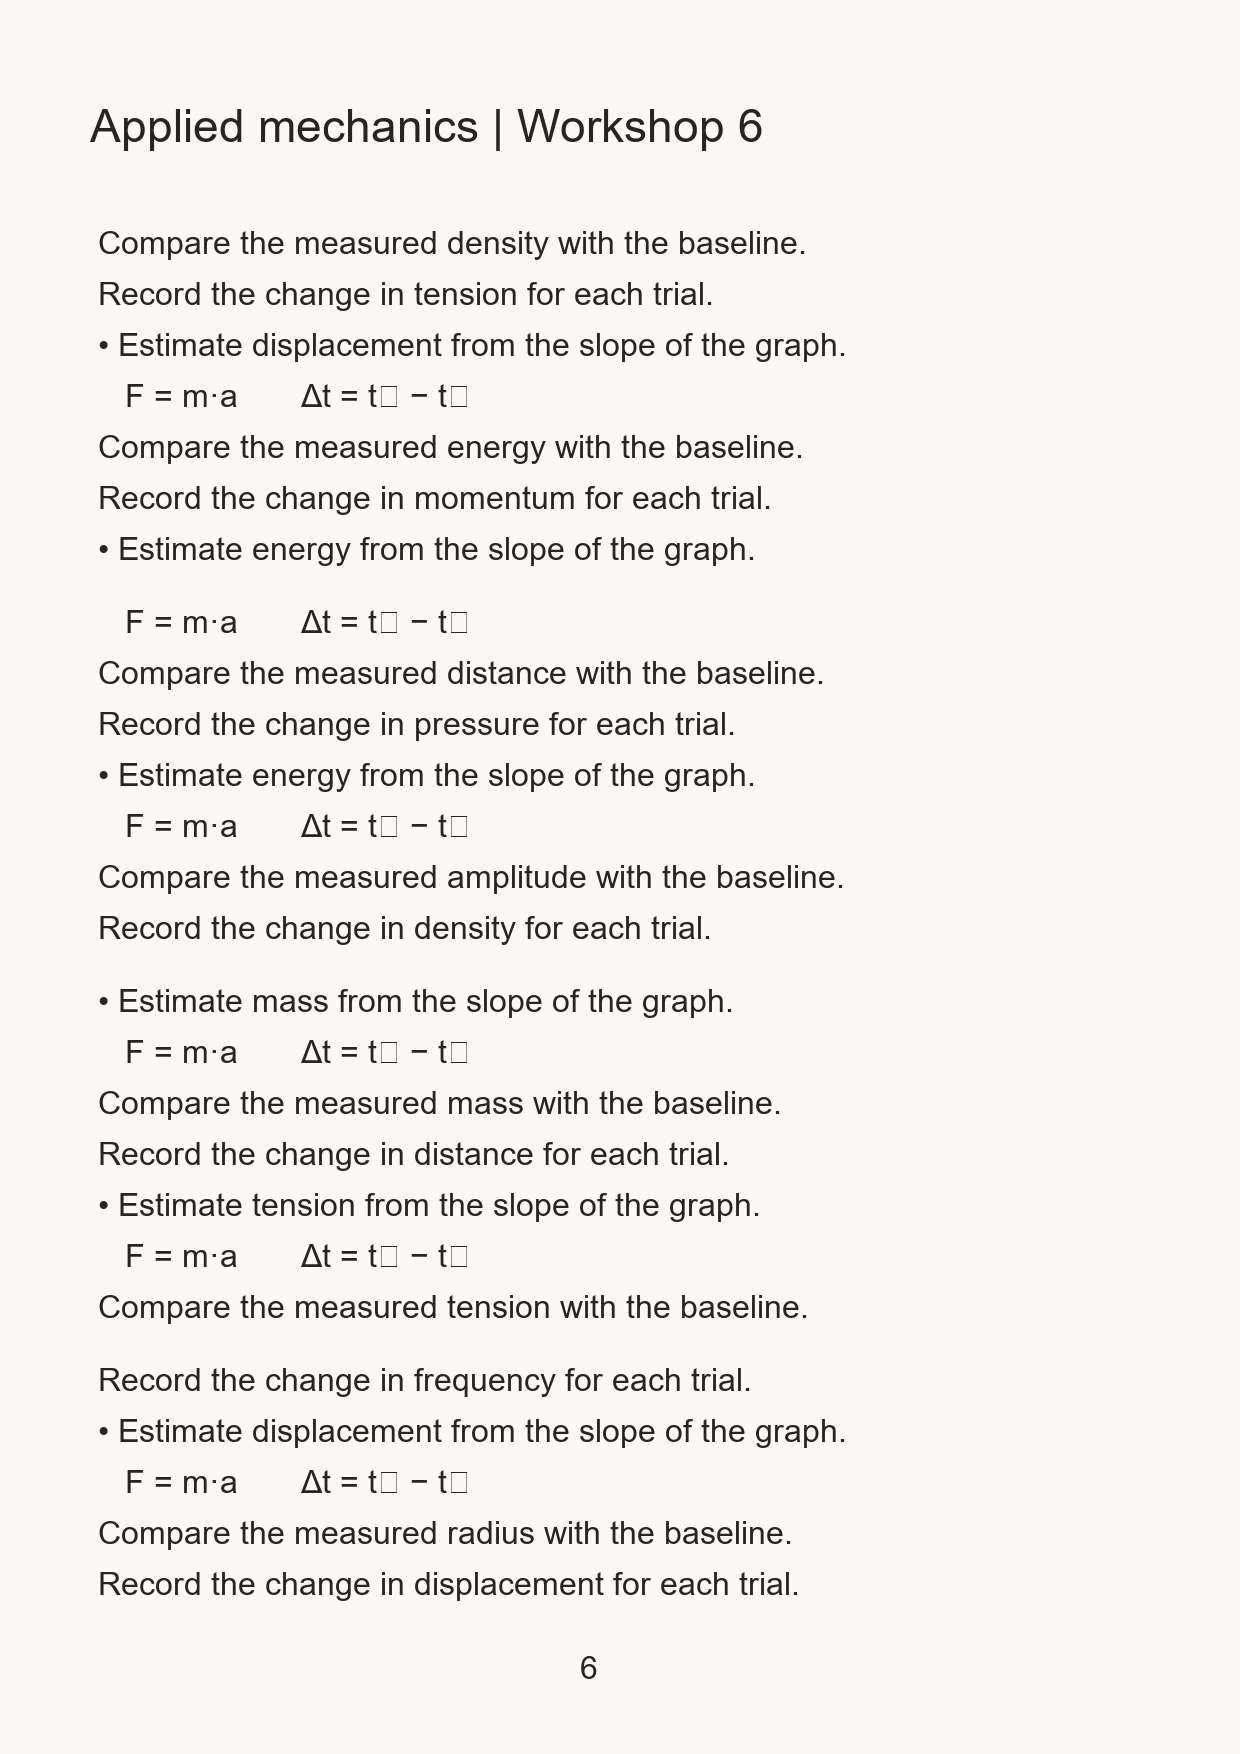 Applied mechanics | Workshop 6
Compare the measured density with the baseline.
Record the change in tension for each trial.
• Estimate displacement from the slope of the graph.
F = m·a Δt = t□ − t□
Compare the measured energy with the baseline.
Record the change in momentum for each trial.
• Estimate energy from the slope of the graph.
F = m·a Δt = t□ − t□
Compare the measured distance with the baseline.
Record the change in pressure for each trial.
• Estimate energy from the slope of the graph.
F = m·a Δt = t□ − t□
Compare the measured amplitude with the baseline.
Record the change in density for each trial.
• Estimate mass from the slope of the graph.
F = m·a Δt = t□ − t□
Compare the measured mass with the baseline.
Record the change in distance for each trial.
• Estimate tension from the slope of the graph.
F = m·a Δt = t□ − t□
Compare the measured tension with the baseline.
Record the change in frequency for each trial.
• Estimate displacement from the slope of the graph.
F = m·a Δt = t□ − t□
Compare the measured radius with the baseline.
Record the change in displacement for each trial.
6